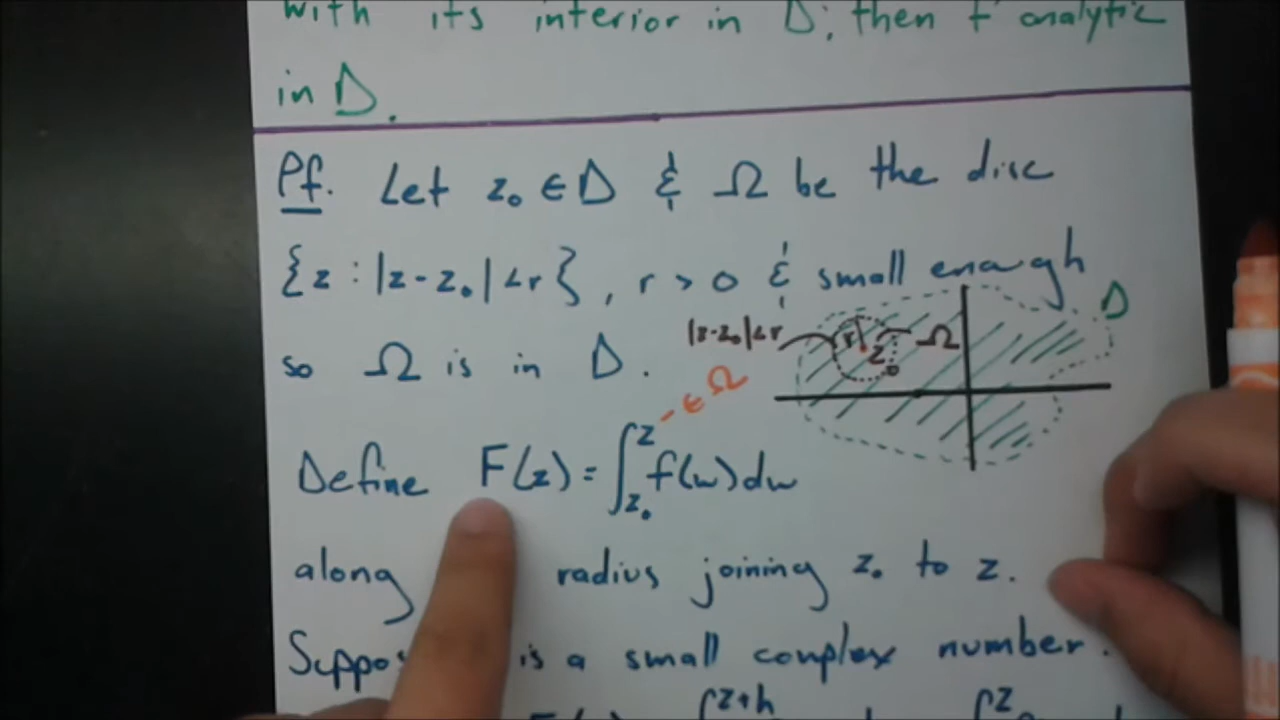 with its interior in D; then f analytic
in D.
Pf. Let z₀ ∈ D & Ω be the disc
{z : |z-z₀| < r}, r > 0 & small enough
so Ω is in D.
|z-z₀|<r
r
z₀
Ω
D
∈ Ω
Define F(z) = ∫_{z₀}^{z} f(w)dw
along radius joining z₀ to z.
is a small complex number.
∫^{z+h} ∫^{z}